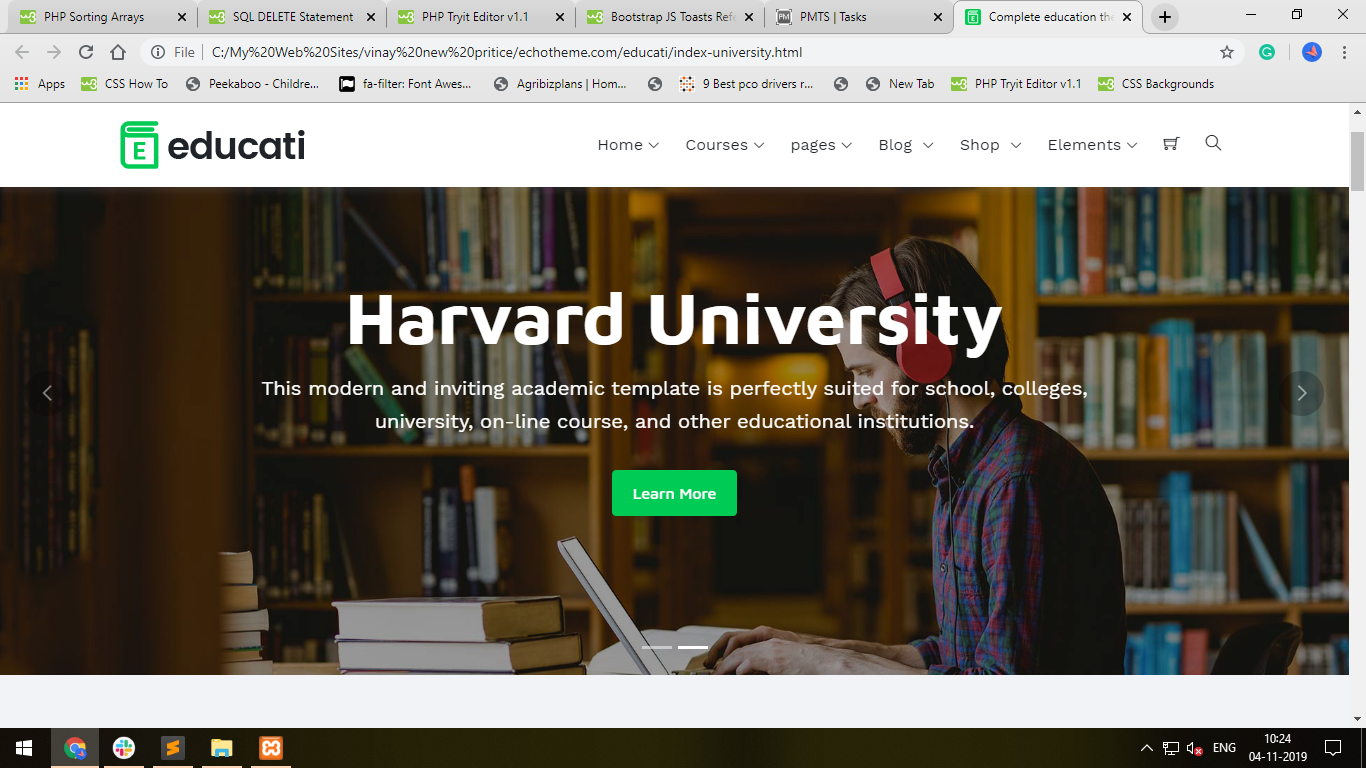 PHP Sorting Arrays
SQL DELETE Statement
PHP Tryit Editor v1.1
Bootstrap JS Toasts Refe
PM PMTS | Tasks
E Complete education the
File C:/My%20Web%20Sites/vinay%20new%20pritice/echotheme.com/educati/index-university.html
Apps
CSS How To
Peekaboo - Childre...
fa-filter: Font Awes...
Agribizplans | Hom...
9 Best pco drivers r...
New Tab
PHP Tryit Editor v1.1
CSS Backgrounds
E educati
Home Courses pages Blog Shop Elements
Harvard University
This modern and inviting academic template is perfectly suited for school, colleges,
university, on-line course, and other educational institutions.
Learn More
ENG
10:24
04-11-2019